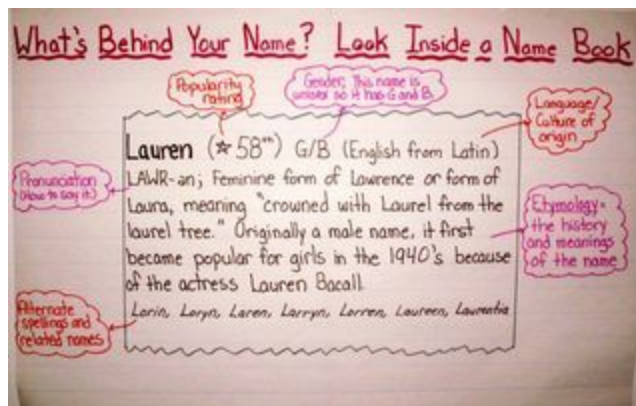 What's Behind Your Name? Look Inside a Name Book
Popularity
rating
Gender: This name is
unisex so it has G and B.
Language/
Culture of
origin
Lauren (☆58th) G/B (English from Latin)
Pronunciation
(How to say it)
LAWR-an; Feminine form of Lawrence or form of
Laura, meaning "crowned with Laurel from the
laurel tree." Originally a male name, it first
became popular for girls in the 1940's because
of the actress Lauren Bacall.
Etymology=
the history
and meanings
of the name
Alternate
spellings and
related names
Lorin, Loryn, Laren, Larryn, Lorren, Laureen, Laurentia